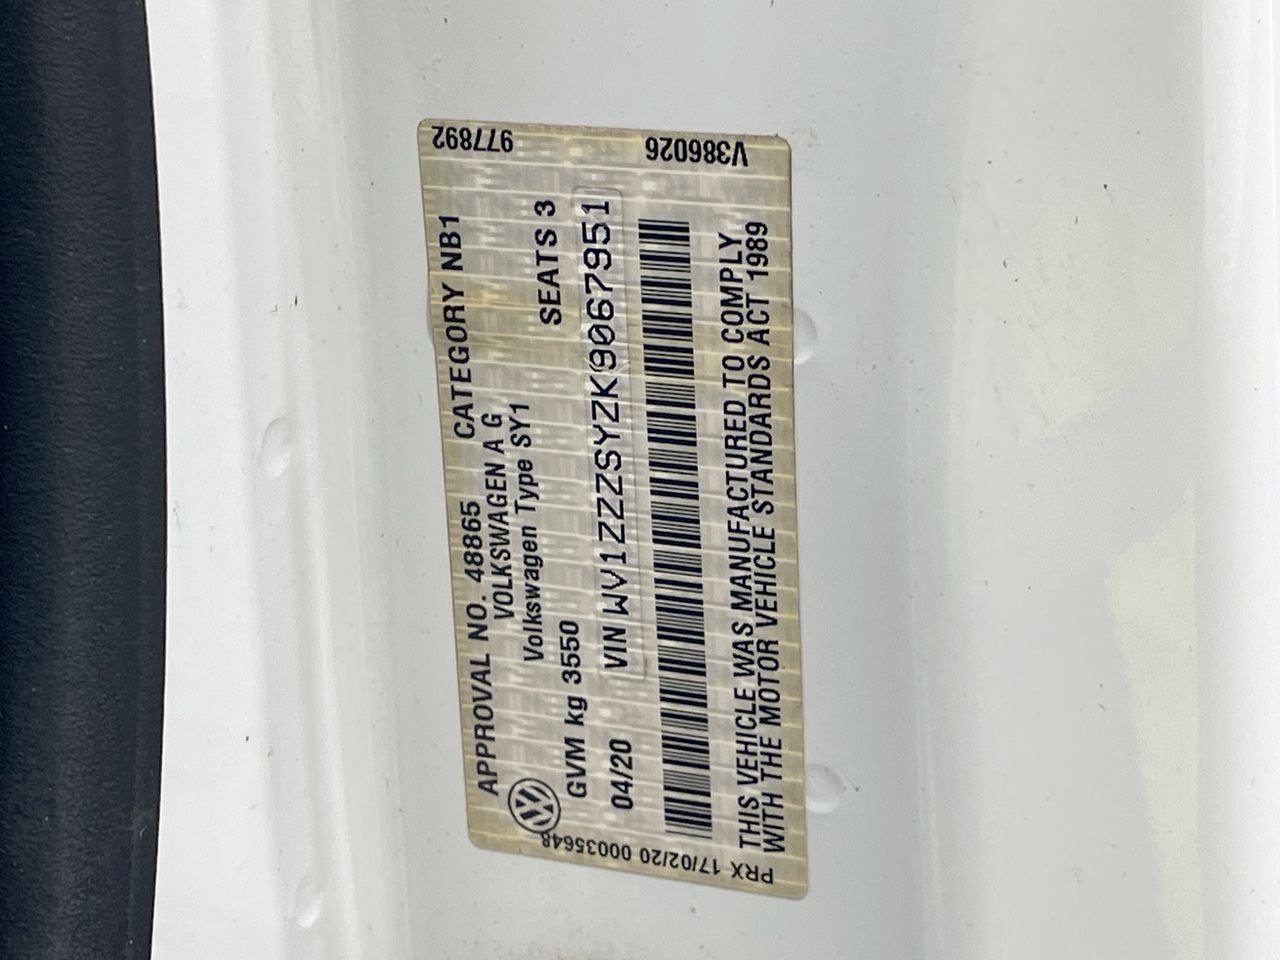 APPROVAL NO. 48865 CATEGORY NB1
VOLKSWAGEN A G
Volkswagen Type SY1
GVM kg 3550 SEATS 3
04/20 VIN WV1ZZZSYZK9067951
THIS VEHICLE WAS MANUFACTURED TO COMPLY
WITH THE MOTOR VEHICLE STANDARDS ACT 1989
PRX 17/02/20 00035648
V386026
977892